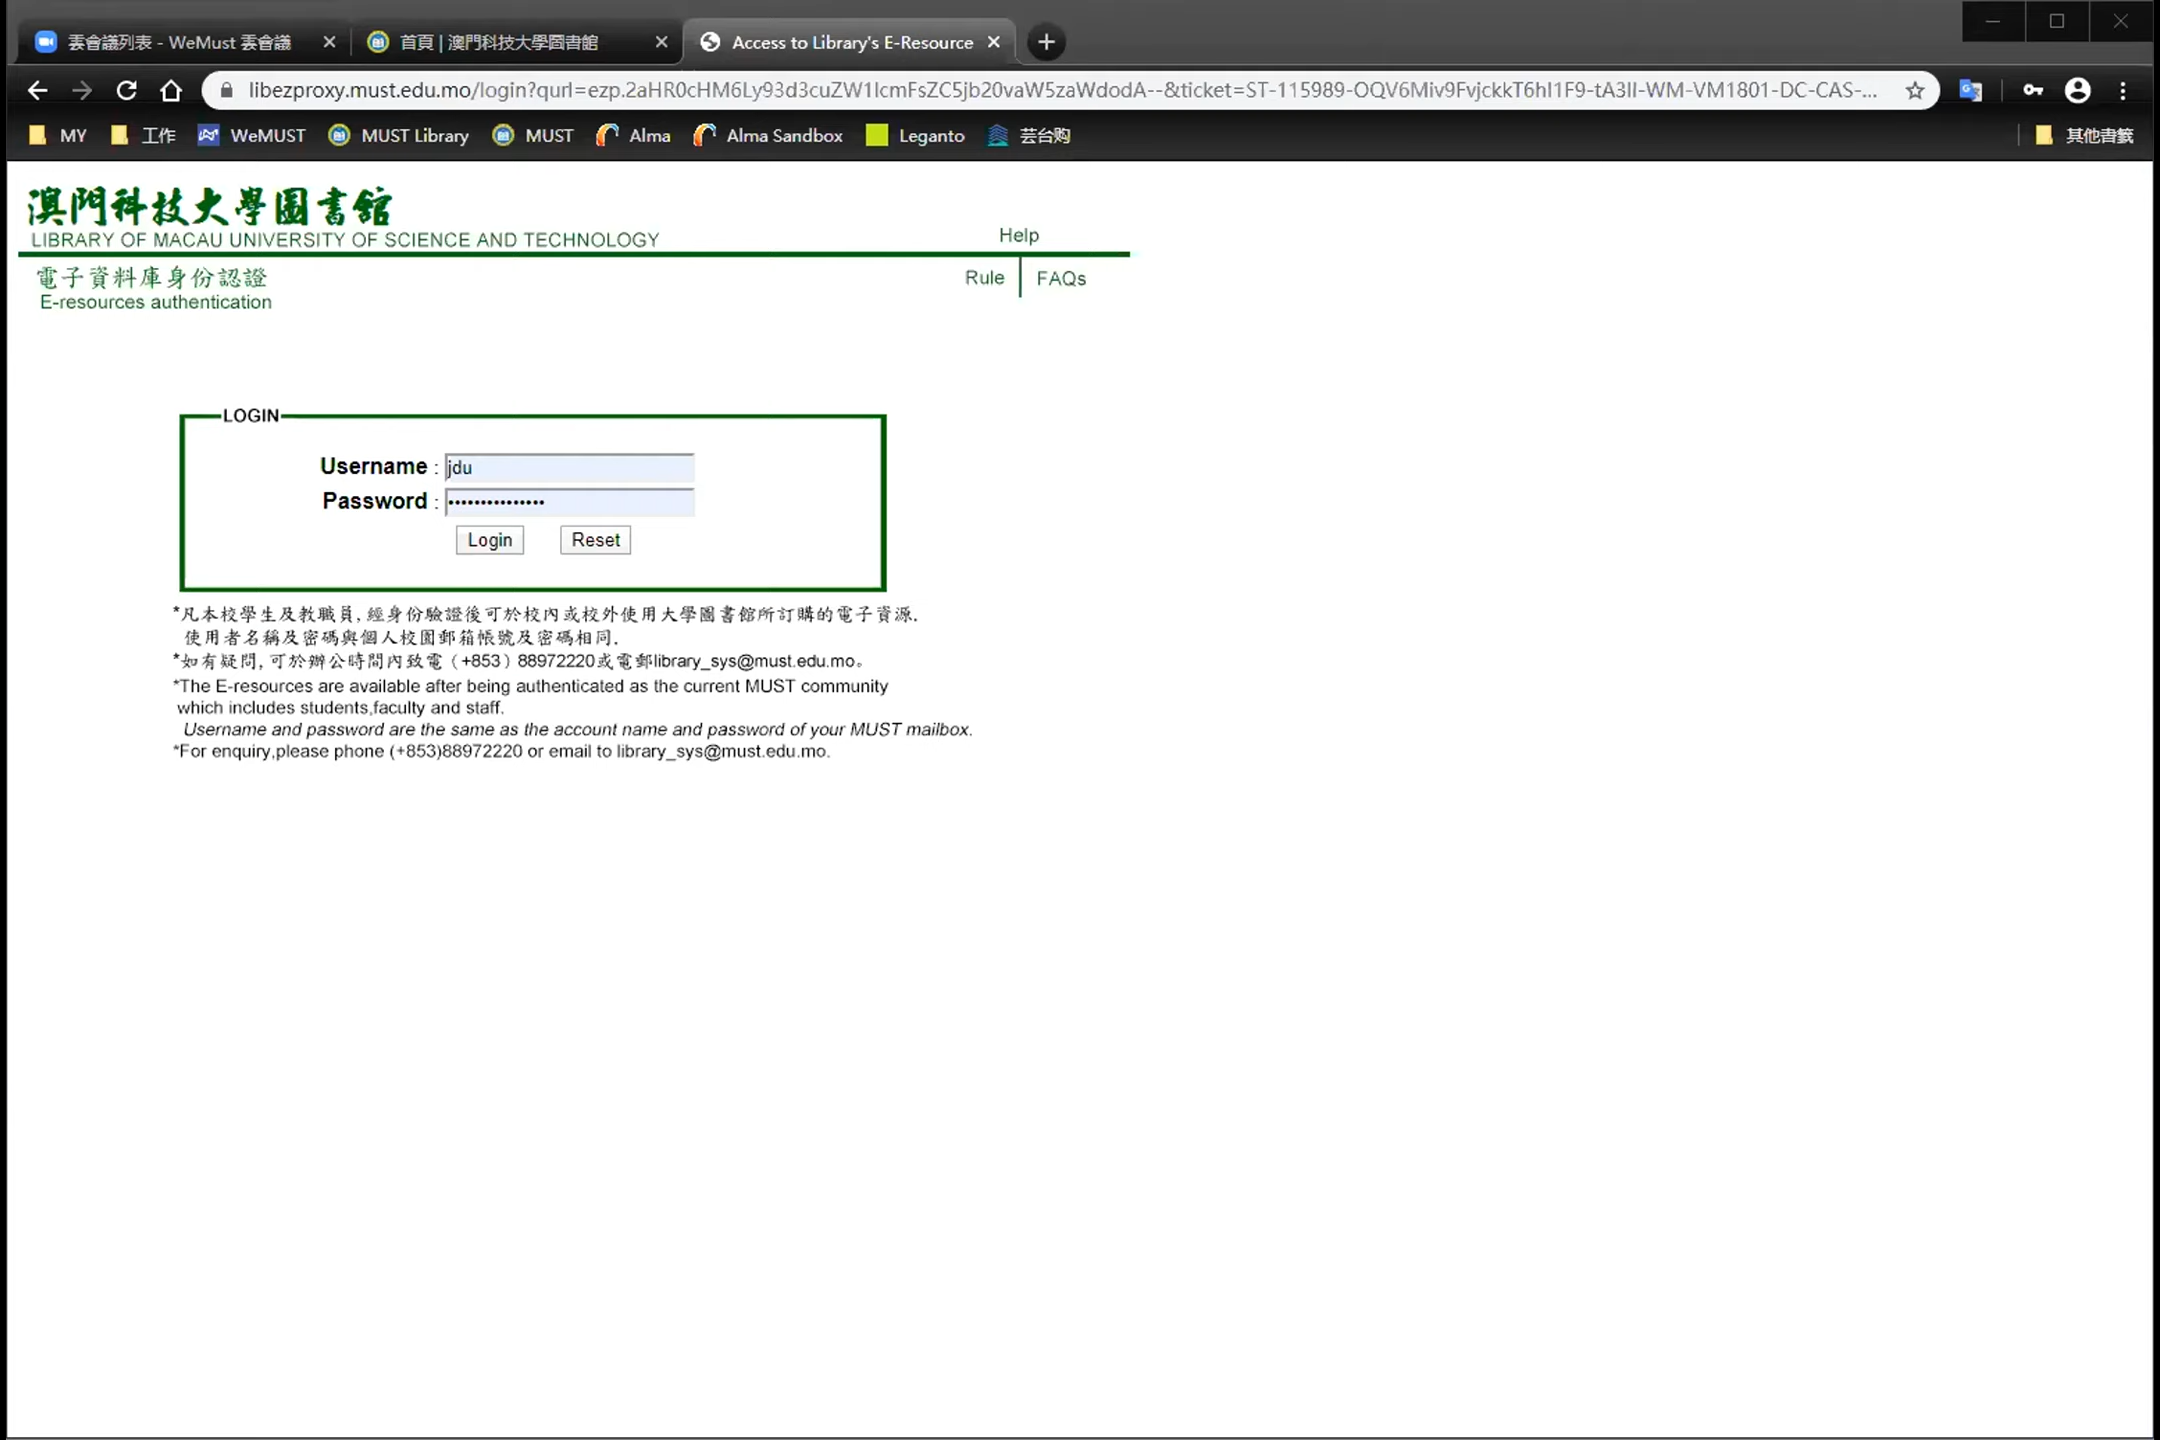 雲會議列表 - WeMust 雲會議
首頁 | 澳門科技大學圖書館
Access to Library's E-Resource
libezproxy.must.edu.mo/login?qurl=ezp.2aHR0cHM6Ly93d3cuZW1lcmFsZC5jb20vaW5zaWdodA--&ticket=ST-115989-OQV6Miv9FvjckkT6hI1F9-tA3II-WM-VM1801-DC-CAS-...
MY
工作
WeMUST
MUST Library
MUST
Alma
Alma Sandbox
Leganto
芸台购
其他書籤
澳門科技大學圖書館
LIBRARY OF MACAU UNIVERSITY OF SCIENCE AND TECHNOLOGY
Help
電子資料庫身份認證
Rule
FAQs
E-resources authentication
LOGIN
Username : jdu
Password : •••••••••••••••
Login
Reset
*凡本校學生及教職員,經身份驗證後可於校內或校外使用大學圖書館所訂購的電子資源.
使用者名稱及密碼與個人校園郵箱帳號及密碼相同.
*如有疑問,可於辦公時間內致電（+853）88972220或電郵library_sys@must.edu.mo。
*The E-resources are available after being authenticated as the current MUST community
which includes students,faculty and staff.
Username and password are the same as the account name and password of your MUST mailbox.
*For enquiry,please phone (+853)88972220 or email to library_sys@must.edu.mo.